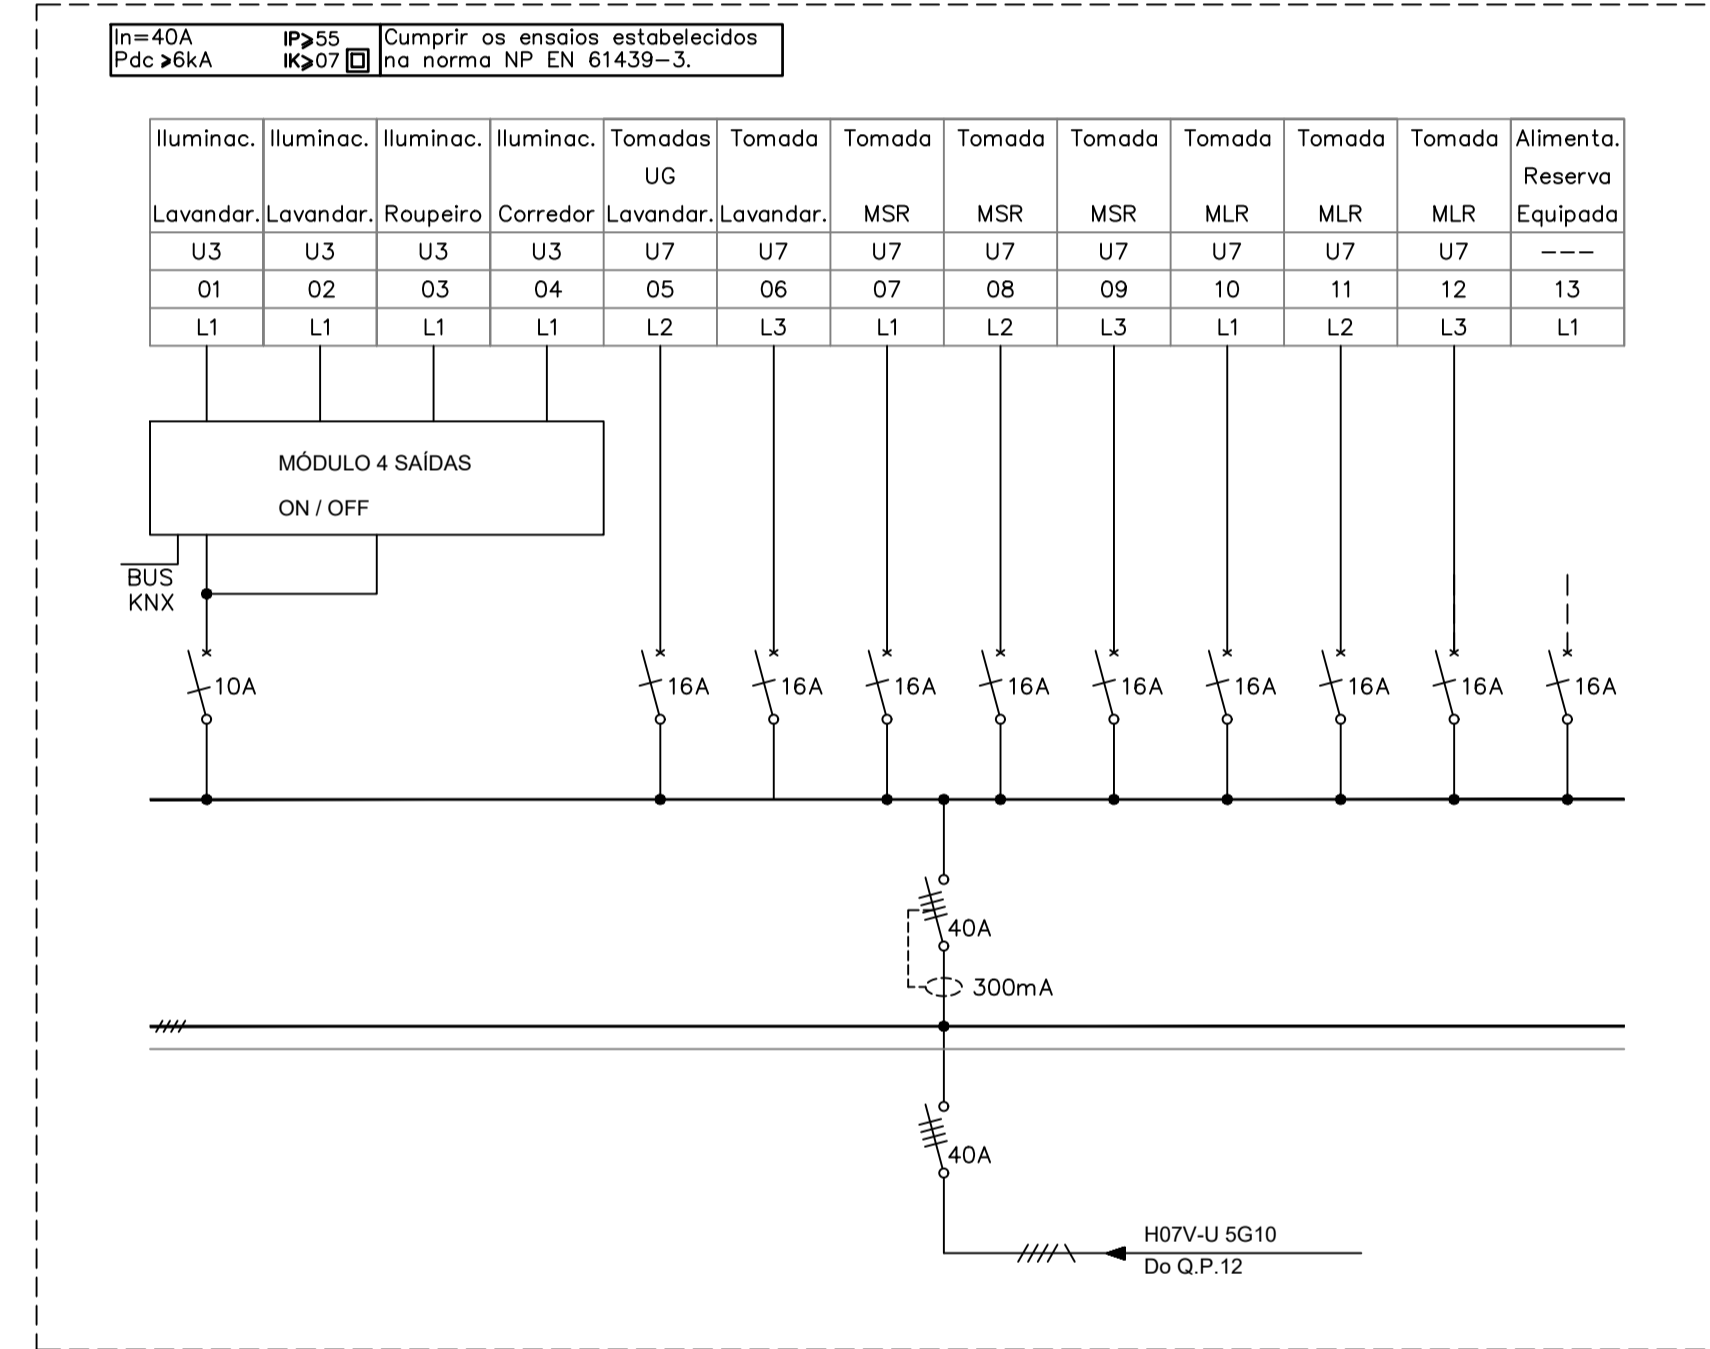 In=40A IP⩾55 Cumprir os ensaios estabelecidos
Pdc ⩾6kA IK⩾07 na norma NP EN 61439-3.
Iluminac. Iluminac. Iluminac. Iluminac. Tomadas Tomada Tomada Tomada Tomada Tomada Tomada Tomada Alimenta.
UG Reserva
Lavandar. Lavandar. Roupeiro Corredor Lavandar. Lavandar. MSR MSR MSR MLR MLR MLR Equipada
U3 U3 U3 U3 U7 U7 U7 U7 U7 U7 U7 U7 ---
01 02 03 04 05 06 07 08 09 10 11 12 13
L1 L1 L1 L1 L2 L3 L1 L2 L3 L1 L2 L3 L1
MÓDULO 4 SAÍDAS
ON / OFF
BUS
KNX
10A 16A 16A 16A 16A 16A 16A 16A 16A 16A
40A
300mA
40A
H07V-U 5G10
Do Q.P.12